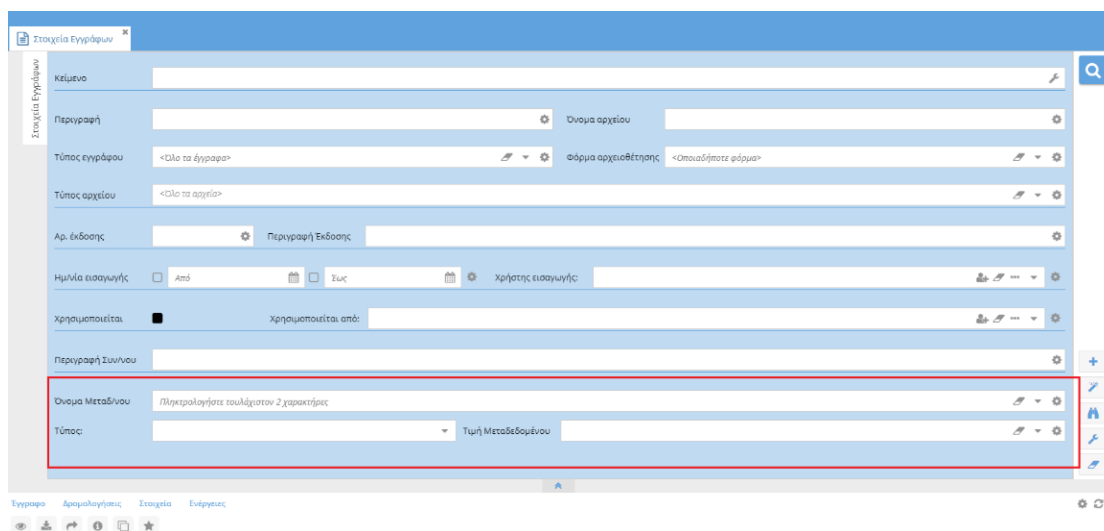 Στοιχεία Εγγράφων
Στοιχεία Εγγράφων
Κείμενο
Περιγραφή Όνομα αρχείου
Τύπος εγγράφου <Όλα τα έγγραφα> Φόρμα αρχειοθέτησης <Οποιαδήποτε φόρμα>
Τύπος αρχείου <Όλα τα αρχεία>
Αρ. έκδοσης Περιγραφή Έκδοσης
Ημ/νία εισαγωγής Από Έως Χρήστης εισαγωγής:
Χρησιμοποιείται Χρησιμοποιείται από:
Περιγραφή Συν/νου
Όνομα Μεταδ/νου Πληκτρολογήστε τουλάχιστον 2 χαρακτήρες
Τύπος: Τιμή Μεταδεδομένου
Έγγραφο Δρομολογήσεις Στοιχεία Ενέργειες